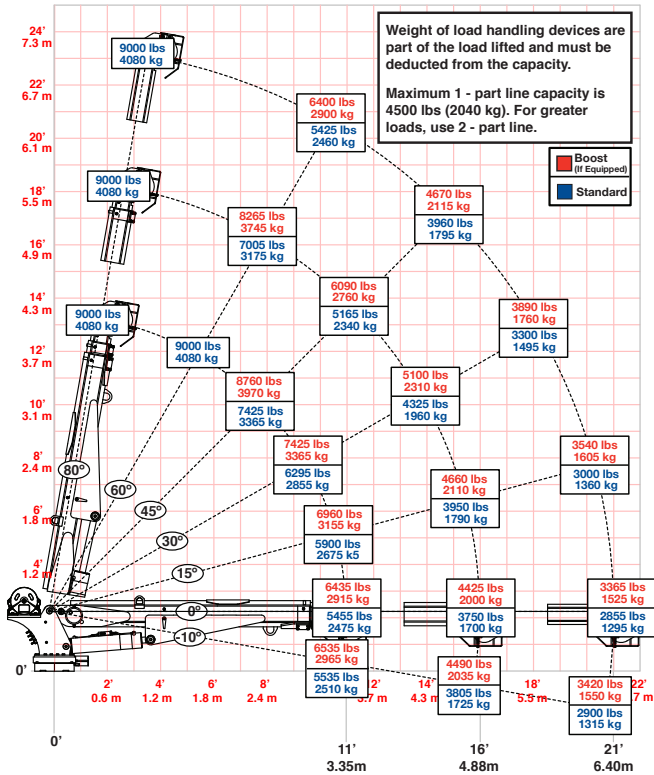 24'
7.3 m
22'
6.7 m
20'
6.1 m
18'
5.5 m
16'
4.9 m
14'
4.3 m
12'
3.7 m
10'
3.1 m
8'
2.4 m
6'
1.8 m
4'
1.2 m
0'
Weight of load handling devices are
part of the load lifted and must be
deducted from the capacity.
Maximum 1 - part line capacity is
4500 lbs (2040 kg). For greater
loads, use 2 - part line.
Boost
(If Equipped)
Standard
9000 lbs
4080 kg
6400 lbs
2900 kg
5425 lbs
2460 kg
4670 lbs
2115 kg
3960 lbs
1795 kg
9000 lbs
4080 kg
8265 lbs
3745 kg
7005 lbs
3175 kg
6090 lbs
2760 kg
5165 lbs
2340 kg
3890 lbs
1760 kg
3300 lbs
1495 kg
9000 lbs
4080 kg
9000 lbs
4080 kg
8760 lbs
3970 kg
7425 lbs
3365 kg
5100 lbs
2310 kg
4325 lbs
1960 kg
7425 lbs
3365 kg
6295 lbs
2855 kg
3540 lbs
1605 kg
3000 lbs
1360 kg
4660 lbs
2110 kg
3950 lbs
1790 kg
6960 lbs
3155 kg
5900 lbs
2675 k5
80°
60°
45°
30°
15°
0°
-10°
6435 lbs
2915 kg
5455 lbs
2475 kg
4425 lbs
2000 kg
3750 lbs
1700 kg
3365 lbs
1525 kg
2855 lbs
1295 kg
6535 lbs
2965 kg
5535 lbs
2510 kg
4490 lbs
2035 kg
3805 lbs
1725 kg
3420 lbs
1550 kg
2900 lbs
1315 kg
2' 4' 6' 8' 12' 14' 18' 22'
0.6 m 1.2 m 1.8 m 2.4 m 3.7 m 4.3 m 5.5 m .7 m
0' 11' 16' 21'
3.35m 4.88m 6.40m